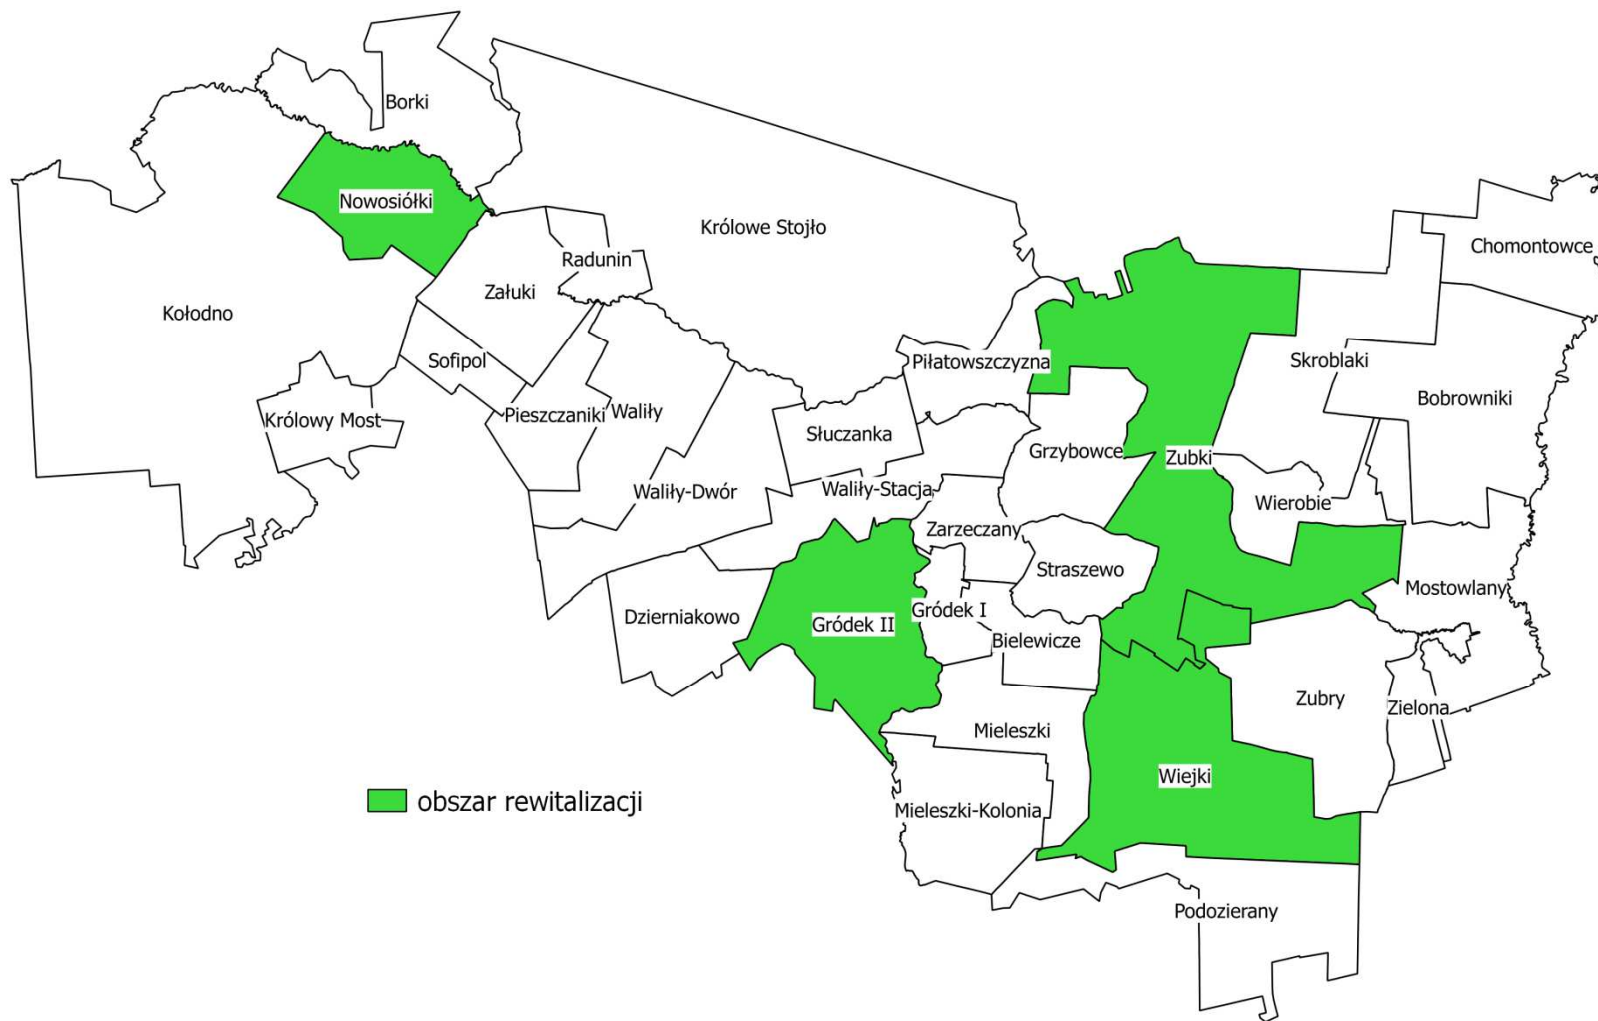 Borki
Nowosiółki
Królowe Stojło
Chomontowce
Radunin
Załuki
Kołodno
Sofipol
Piłatowszczyzna
Skroblaki
Bobrowniki
Królowy Most
Pieszczaniki
Waliły
Słuczanka
Grzybowce
Zubki
Waliły-Dwór
Waliły-Stacja
Wierobie
Zarzeczany
Straszewo
Mostowlany
Dzierniakowo
Gródek II
Gródek I
Bielewicze
Zubry
Zielona
Mieleszki
Wiejki
obszar rewitalizacji
Mieleszki-Kolonia
Podozierany